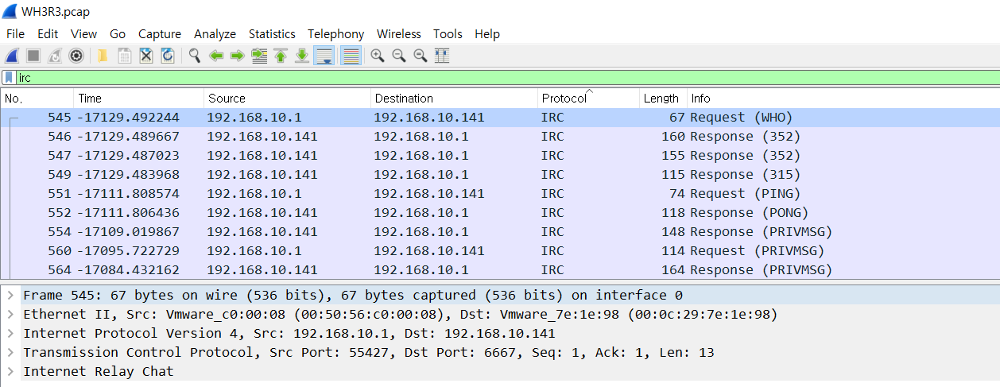 WH3R3.pcap
File Edit View Go Capture Analyze Statistics Telephony Wireless Tools Help
irc
No. Time Source Destination Protocol Length Info
545 -17129.492244 192.168.10.1 192.168.10.141 IRC 67 Request (WHO)
546 -17129.489667 192.168.10.141 192.168.10.1 IRC 160 Response (352)
547 -17129.487023 192.168.10.141 192.168.10.1 IRC 155 Response (352)
549 -17129.483968 192.168.10.141 192.168.10.1 IRC 115 Response (315)
551 -17111.808574 192.168.10.1 192.168.10.141 IRC 74 Request (PING)
552 -17111.806436 192.168.10.141 192.168.10.1 IRC 118 Response (PONG)
554 -17109.019867 192.168.10.141 192.168.10.1 IRC 148 Response (PRIVMSG)
560 -17095.722729 192.168.10.1 192.168.10.141 IRC 114 Request (PRIVMSG)
564 -17084.432162 192.168.10.141 192.168.10.1 IRC 164 Response (PRIVMSG)
Frame 545: 67 bytes on wire (536 bits), 67 bytes captured (536 bits) on interface 0
Ethernet II, Src: Vmware_c0:00:08 (00:50:56:c0:00:08), Dst: Vmware_7e:1e:98 (00:0c:29:7e:1e:98)
Internet Protocol Version 4, Src: 192.168.10.1, Dst: 192.168.10.141
Transmission Control Protocol, Src Port: 55427, Dst Port: 6667, Seq: 1, Ack: 1, Len: 13
Internet Relay Chat